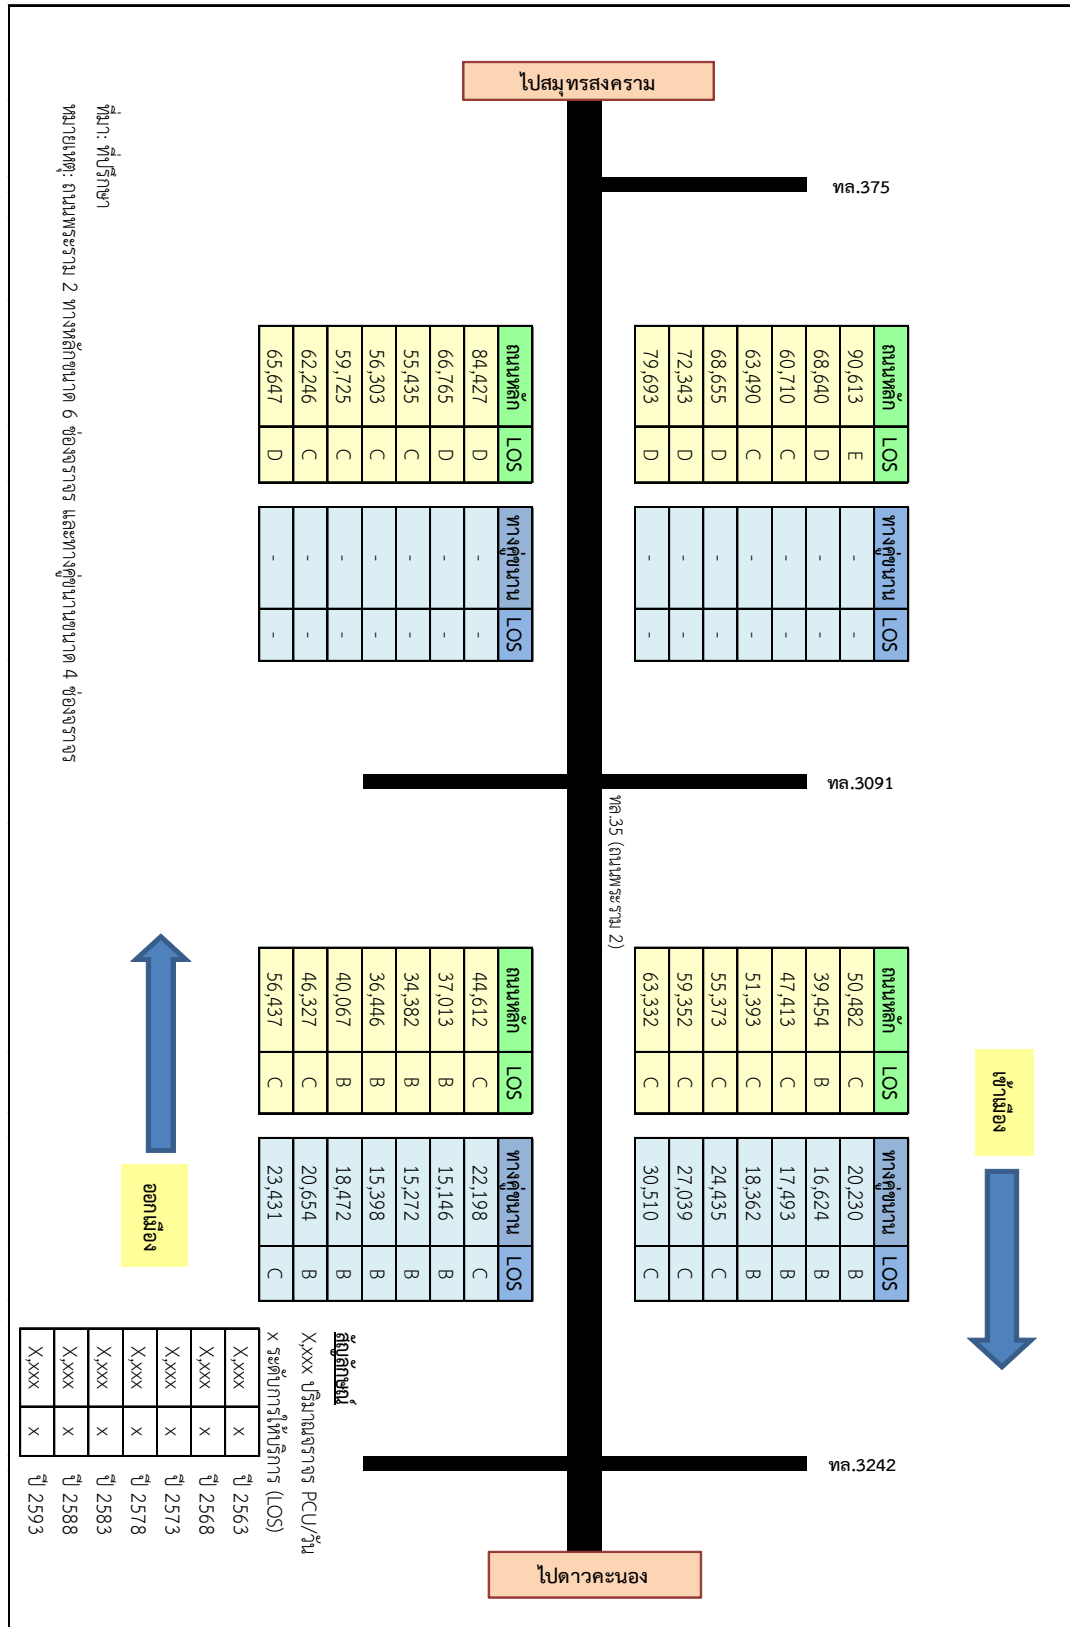 ไปสมุทรสงคราม
ทล.375
ถนนหลัก LOS ทางคู่ขนาน LOS
90,613 E - -
68,640 D - -
60,710 C - -
63,490 C - -
68,655 D - -
72,343 D - -
79,693 D - -
ถนนหลัก LOS ทางคู่ขนาน LOS
84,427 D - -
66,765 D - -
55,435 C - -
56,303 C - -
59,725 C - -
62,246 C - -
65,647 D - -
ทล.3091
ทล.35 (ถนนพระราม 2)
เข้าเมือง
ถนนหลัก LOS ทางคู่ขนาน LOS
50,482 C 20,230 B
39,454 B 16,624 B
47,413 C 17,493 B
51,393 C 18,362 B
55,373 C 24,435 C
59,352 C 27,039 C
63,332 C 30,510 C
ถนนหลัก LOS ทางคู่ขนาน LOS
44,612 C 22,198 C
37,013 B 15,146 B
34,382 B 15,272 B
36,446 B 15,398 B
40,067 B 18,472 B
46,327 C 20,654 B
56,437 C 23,431 C
ออกเมือง
ทล.3242
ไปดาวคะนอง
สัญลักษณ์
X,xxx ปริมาณจราจร PCU/วัน
x ระดับการให้บริการ (LOS)
X,xxx x ปี 2563
X,xxx x ปี 2568
X,xxx x ปี 2573
X,xxx x ปี 2578
X,xxx x ปี 2583
X,xxx x ปี 2588
X,xxx x ปี 2593
ที่มา: ที่ปรึกษา
หมายเหตุ: ถนนพระราม 2 ทางหลักขนาด 6 ช่องจราจร และทางคู่ขนานขนาด 4 ช่องจราจร